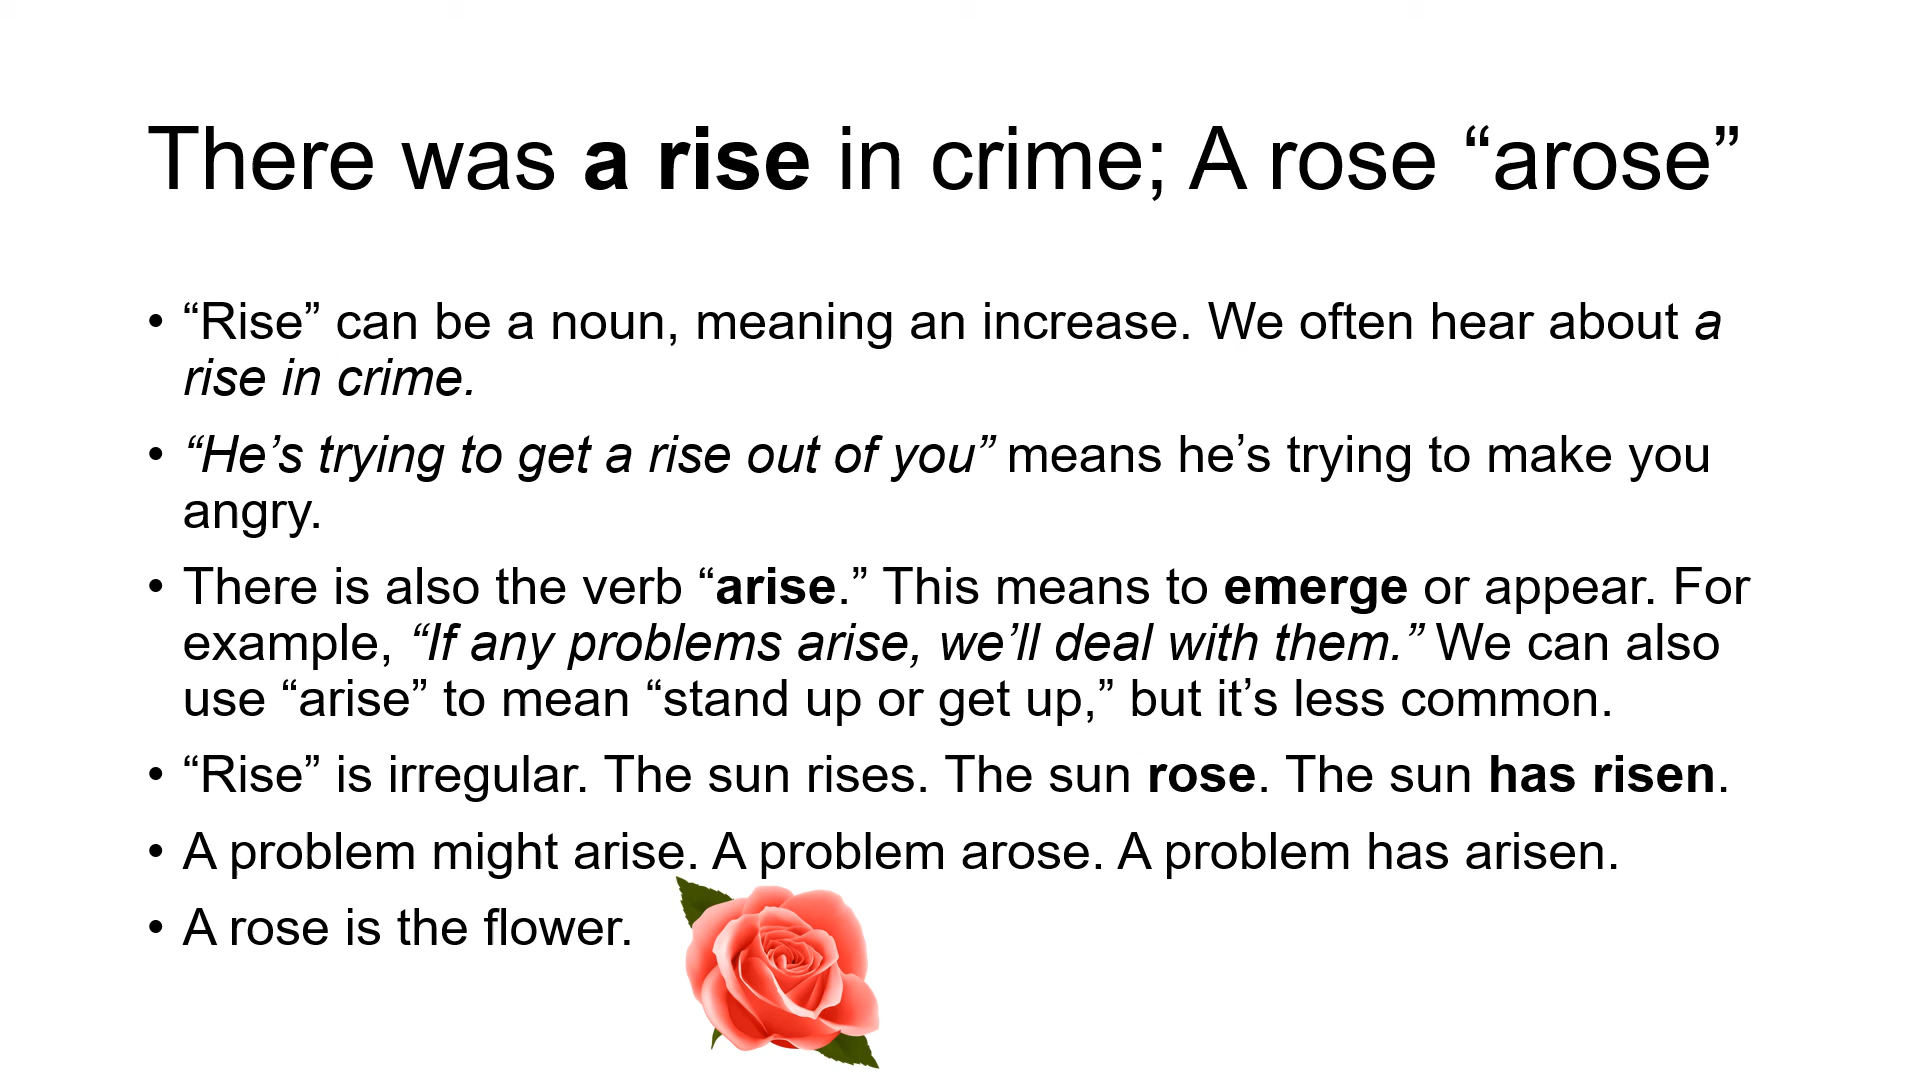 There was a rise in crime; A rose “arose”
• “Rise” can be a noun, meaning an increase. We often hear about a
rise in crime.
• “He’s trying to get a rise out of you” means he’s trying to make you
angry.
• There is also the verb “arise.” This means to emerge or appear. For
example, “If any problems arise, we’ll deal with them.” We can also
use “arise” to mean “stand up or get up,” but it’s less common.
• “Rise” is irregular. The sun rises. The sun rose. The sun has risen.
• A problem might arise. A problem arose. A problem has arisen.
• A rose is the flower.